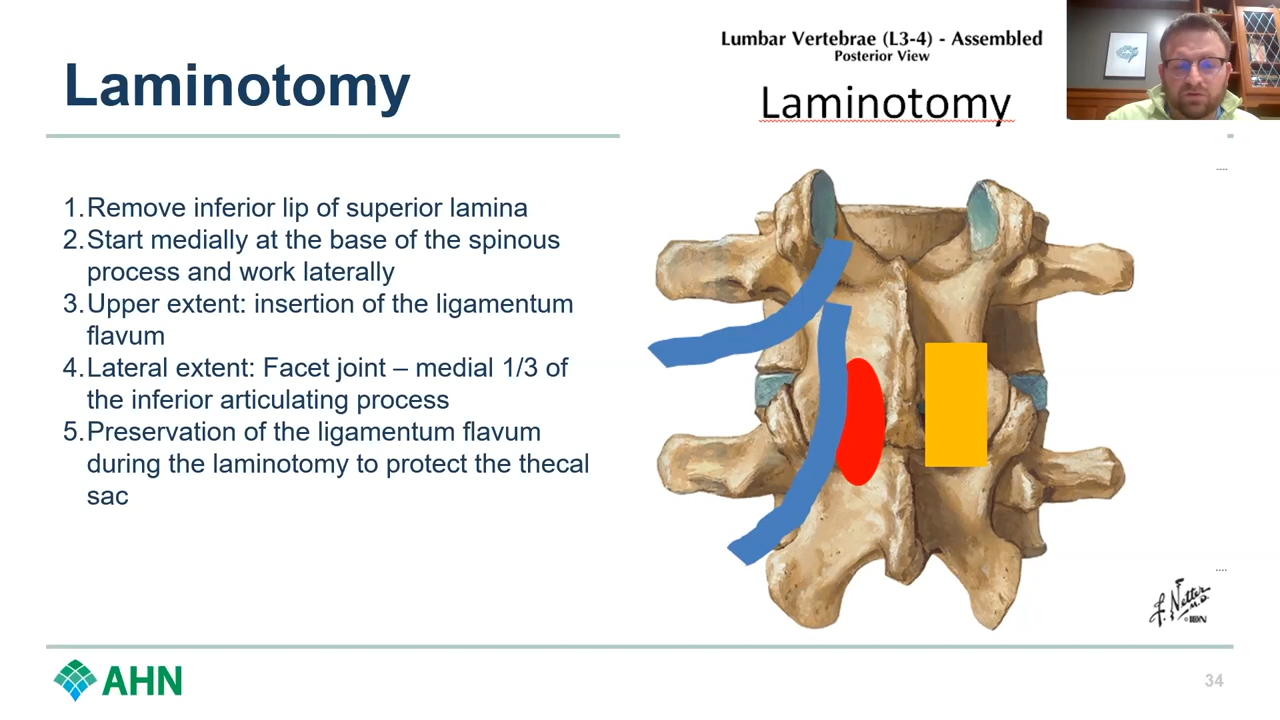 Laminotomy
1.Remove inferior lip of superior lamina
2.Start medially at the base of the spinous
process and work laterally
3.Upper extent: insertion of the ligamentum
flavum
4.Lateral extent: Facet joint – medial 1/3 of
the inferior articulating process
5.Preservation of the ligamentum flavum
during the laminotomy to protect the thecal
sac
Lumbar Vertebrae (L3-4) - Assembled
Posterior View
Laminotomy
F. Netter
M.D.
AHN
34